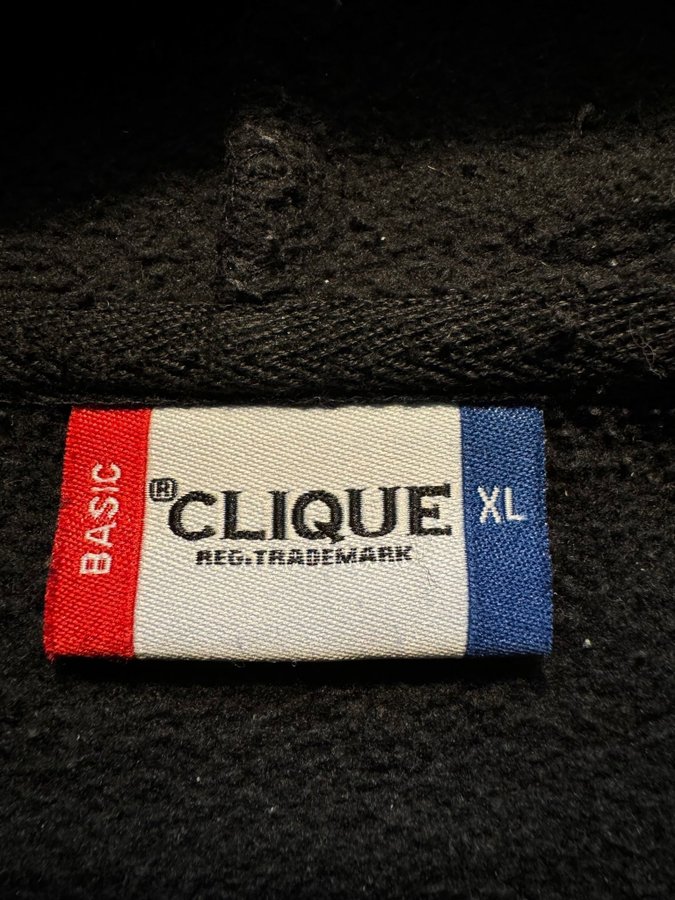 BASIC
®CLIQUE
REG.TRADEMARK
XL